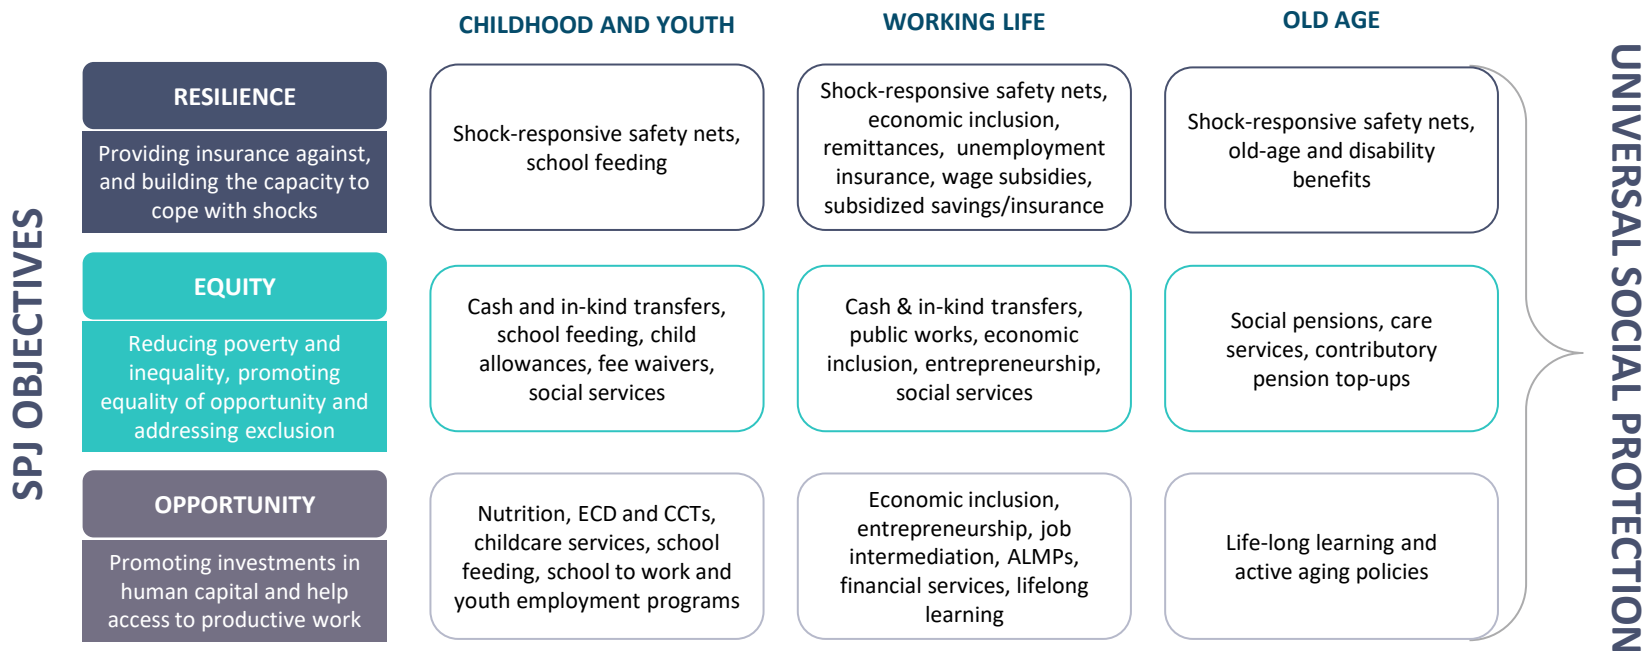 CHILDHOOD AND YOUTH
WORKING LIFE
OLD AGE
SPJ OBJECTIVES
RESILIENCE
Providing insurance against,
and building the capacity to
cope with shocks
Shock-responsive safety nets,
school feeding
Shock-responsive safety nets,
economic inclusion,
remittances, unemployment
insurance, wage subsidies,
subsidized savings/insurance
Shock-responsive safety nets,
old-age and disability
benefits
EQUITY
Reducing poverty and
inequality, promoting
equality of opportunity and
addressing exclusion
Cash and in-kind transfers,
school feeding, child
allowances, fee waivers,
social services
Cash & in-kind transfers,
public works, economic
inclusion, entrepreneurship,
social services
Social pensions, care
services, contributory
pension top-ups
OPPORTUNITY
Promoting investments in
human capital and help
access to productive work
Nutrition, ECD and CCTs,
childcare services, school
feeding, school to work and
youth employment programs
Economic inclusion,
entrepreneurship, job
intermediation, ALMPs,
financial services, lifelong
learning
Life-long learning and
active aging policies
UNIVERSAL SOCIAL PROTECTION